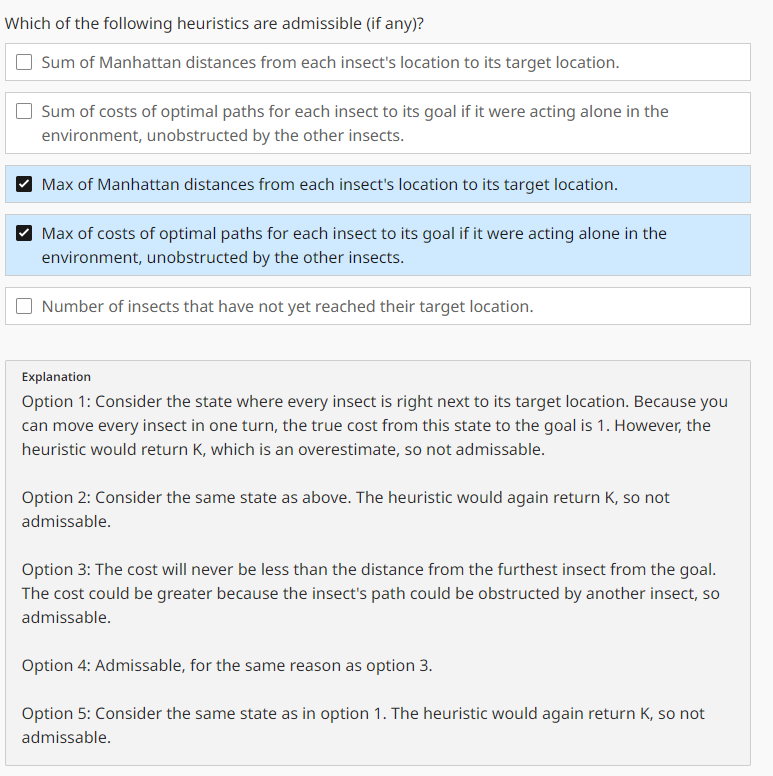 Which of the following heuristics are admissible (if any)?
Sum of Manhattan distances from each insect's location to its target location.
Sum of costs of optimal paths for each insect to its goal if it were acting alone in the
environment, unobstructed by the other insects.
Max of Manhattan distances from each insect's location to its target location.
Max of costs of optimal paths for each insect to its goal if it were acting alone in the
environment, unobstructed by the other insects.
Number of insects that have not yet reached their target location.
Explanation
Option 1: Consider the state where every insect is right next to its target location. Because you
can move every insect in one turn, the true cost from this state to the goal is 1. However, the
heuristic would return K, which is an overestimate, so not admissable.
Option 2: Consider the same state as above. The heuristic would again return K, so not
admissable.
Option 3: The cost will never be less than the distance from the furthest insect from the goal.
The cost could be greater because the insect's path could be obstructed by another insect, so
admissable.
Option 4: Admissable, for the same reason as option 3.
Option 5: Consider the same state as in option 1. The heuristic would again return K, so not
admissable.